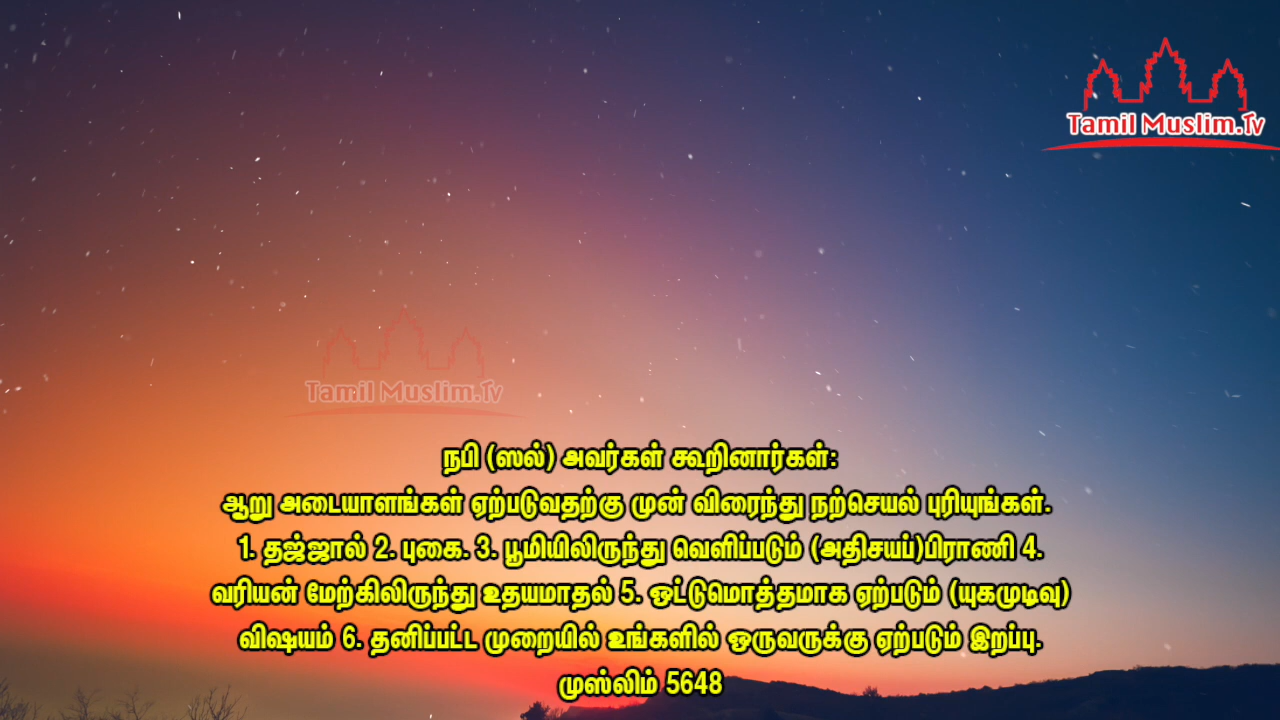 Tamil Muslim.Tv
Tamil Muslim.Tv
நபி (ஸல்) அவர்கள் கூறினார்கள்:
ஆறு அடையாளங்கள் ஏற்படுவதற்கு முன் விரைந்து நற்செயல் புரியுங்கள்.
1. தஜ்ஜால் 2. புகை. 3. பூமியிலிருந்து வெளிப்படும் (அதிசயப்)பிராணி 4.
வரியன் மேற்கிலிருந்து உதயமாதல் 5. ஒட்டுமொத்தமாக ஏற்படும் (யுகமுடிவு)
விஷயம் 6. தனிப்பட்ட முறையில் உங்களில் ஒருவருக்கு ஏற்படும் இறப்பு.
முஸ்லிம் 5648